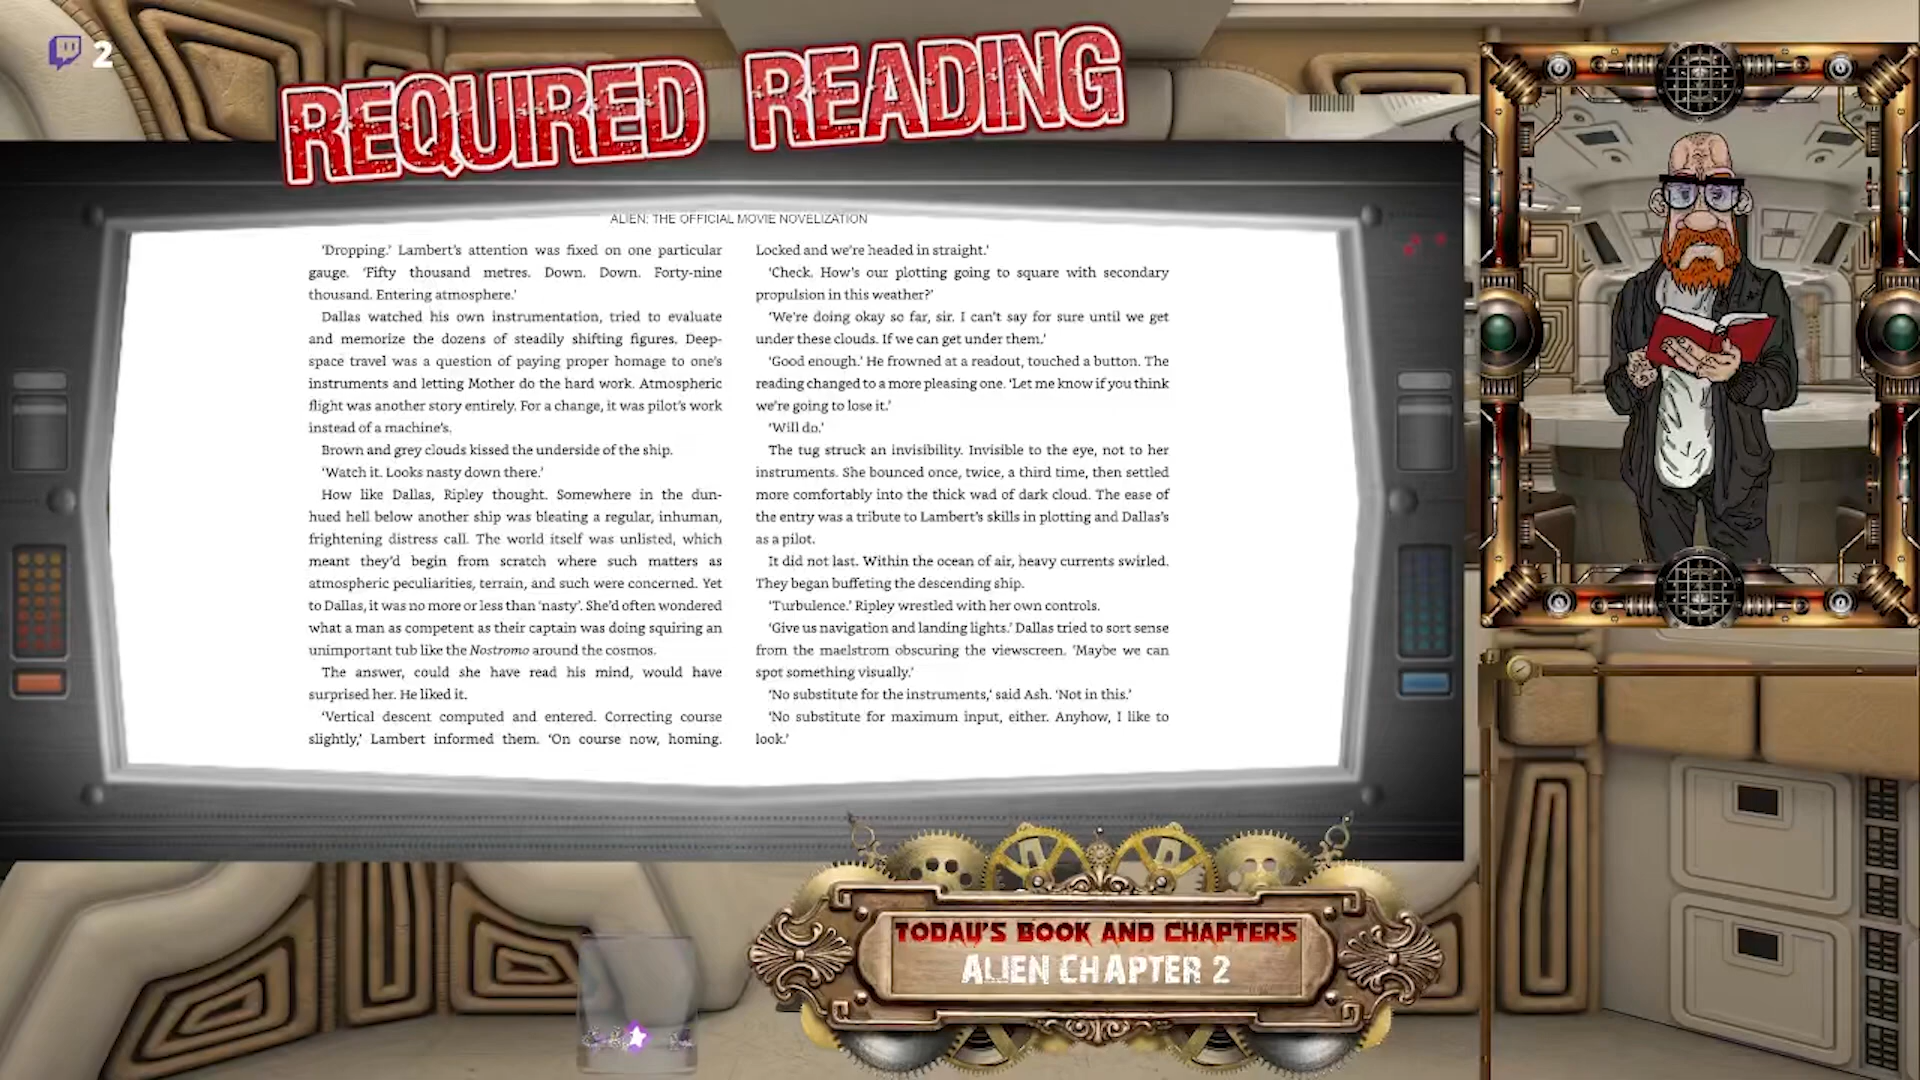 2
REQUIRED READING
ALIEN: THE OFFICIAL MOVIE NOVELIZATION
‘Dropping.’ Lambert’s attention was fixed on one particular
gauge. ‘Fifty thousand metres. Down. Down. Forty-nine
thousand. Entering atmosphere.’
Dallas watched his own instrumentation, tried to evaluate
and memorize the dozens of steadily shifting figures. Deep-
space travel was a question of paying proper homage to one’s
instruments and letting Mother do the hard work. Atmospheric
flight was another story entirely. For a change, it was pilot’s work
instead of a machine’s.
Brown and grey clouds kissed the underside of the ship.
‘Watch it. Looks nasty down there.’
How like Dallas, Ripley thought. Somewhere in the dun-
hued hell below another ship was bleating a regular, inhuman,
frightening distress call. The world itself was unlisted, which
meant they’d begin from scratch where such matters as
atmospheric peculiarities, terrain, and such were concerned. Yet
to Dallas, it was no more or less than ‘nasty’. She’d often wondered
what a man as competent as their captain was doing squiring an
unimportant tub like the Nostromo around the cosmos.
The answer, could she have read his mind, would have
surprised her. He liked it.
‘Vertical descent computed and entered. Correcting course
slightly,’ Lambert informed them. ‘On course now, homing.
Locked and we’re headed in straight.’
‘Check. How’s our plotting going to square with secondary
propulsion in this weather?’
‘We’re doing okay so far, sir. I can’t say for sure until we get
under these clouds. If we can get under them.’
‘Good enough.’ He frowned at a readout, touched a button. The
reading changed to a more pleasing one. ‘Let me know if you think
we’re going to lose it.’
‘Will do.’
The tug struck an invisibility. Invisible to the eye, not to her
instruments. She bounced once, twice, a third time, then settled
more comfortably into the thick wad of dark cloud. The ease of
the entry was a tribute to Lambert’s skills in plotting and Dallas’s
as a pilot.
It did not last. Within the ocean of air, heavy currents swirled.
They began buffeting the descending ship.
‘Turbulence.’ Ripley wrestled with her own controls.
‘Give us navigation and landing lights.’ Dallas tried to sort sense
from the maelstrom obscuring the viewscreen. ‘Maybe we can
spot something visually.’
‘No substitute for the instruments,’ said Ash. ‘Not in this.’
‘No substitute for maximum input, either. Anyhow, I like to
look.’
TODAY'S BOOK AND CHAPTERS
ALIEN CHAPTER 2